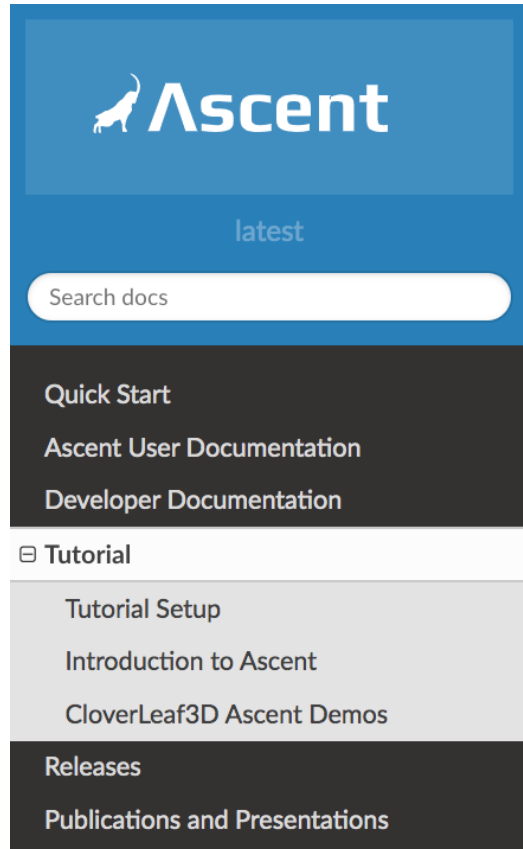 Ascent
latest
Search docs
Quick Start
Ascent User Documentation
Developer Documentation
Tutorial
Tutorial Setup
Introduction to Ascent
CloverLeaf3D Ascent Demos
Releases
Publications and Presentations